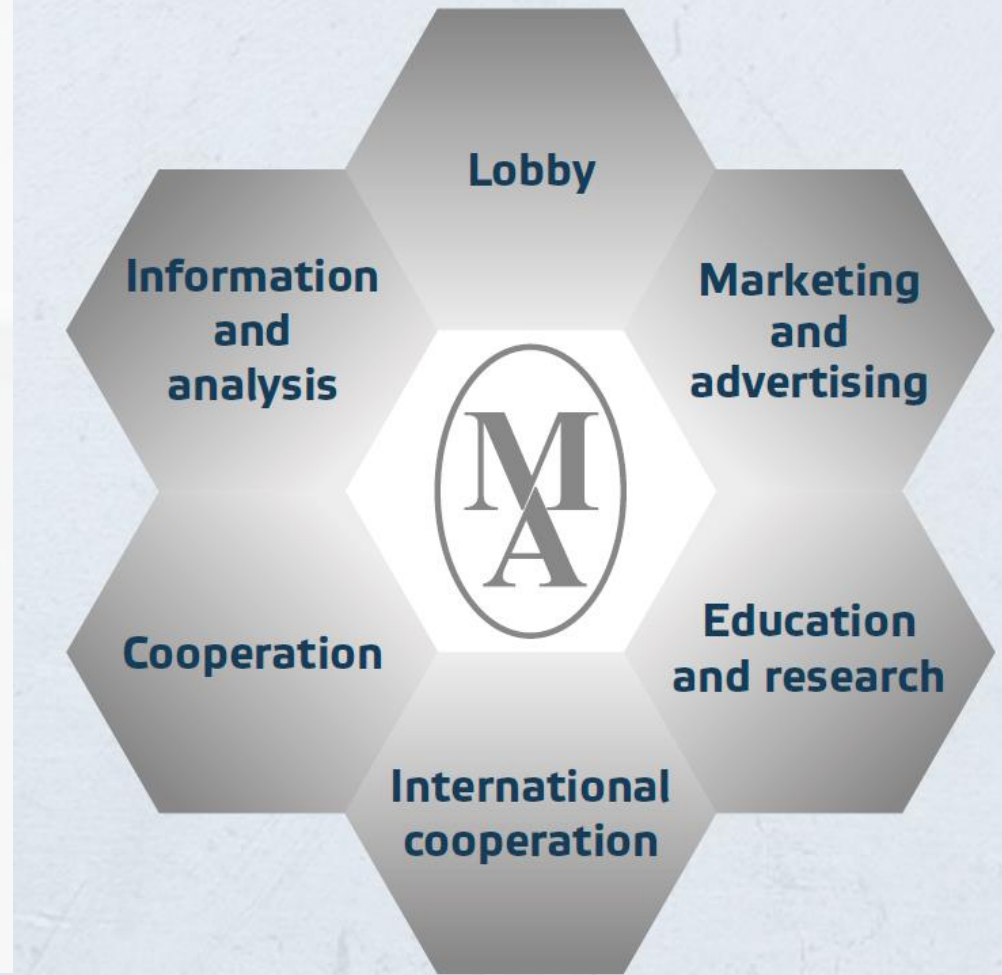 Lobby
Marketing
and
advertising
Education
and research
International
cooperation
Cooperation
Information
and
analysis
M
A